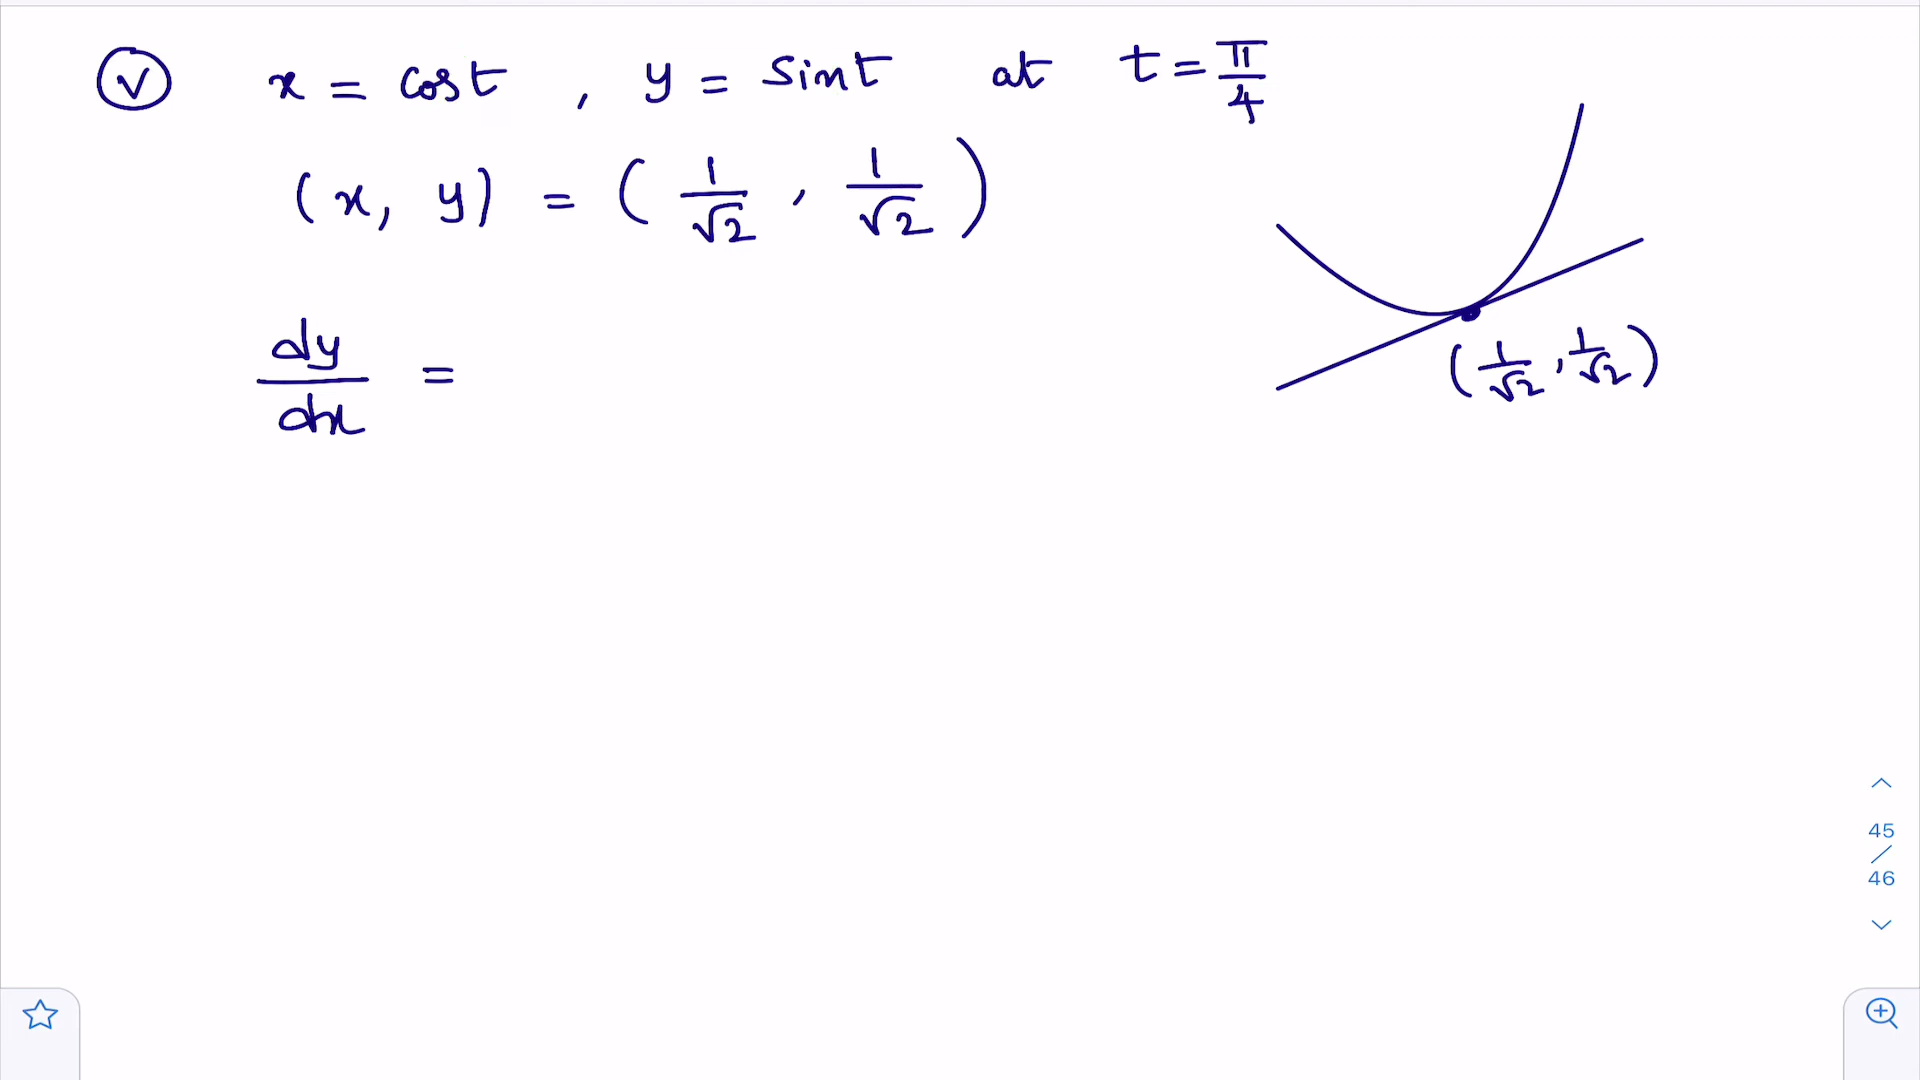 (v) x = cost , y = sint at t = π/4
(x, y) = (1/√2 , 1/√2)
dy/dx =
(1/√2 , 1/√2)
45
/
46